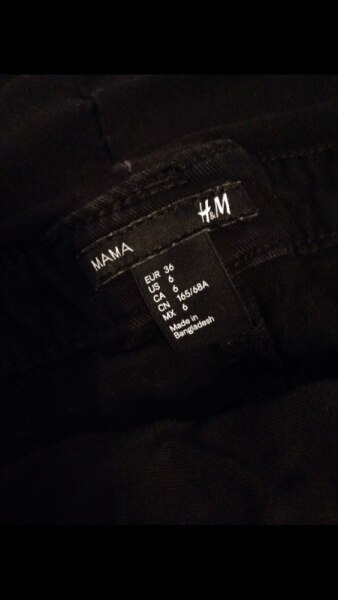 MAMA H&M
EUR 36
US 6
CA 6
CN 165/68A
MX 6
Made in
Bangladesh